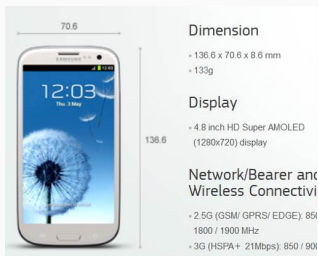 70.6
SAMSUNG
12:03
Thu, 3 May
136.6
Dimension
136.6 x 70.6 x 8.6 mm
133g
Display
4.8 inch HD Super AMOLED
(1280x720) display
Network/Bearer and
Wireless Connectivi
2.5G (GSM/ GPRS/ EDGE): 850
1800 / 1900 MHz
3G (HSPA+ 21Mbps): 850 / 900